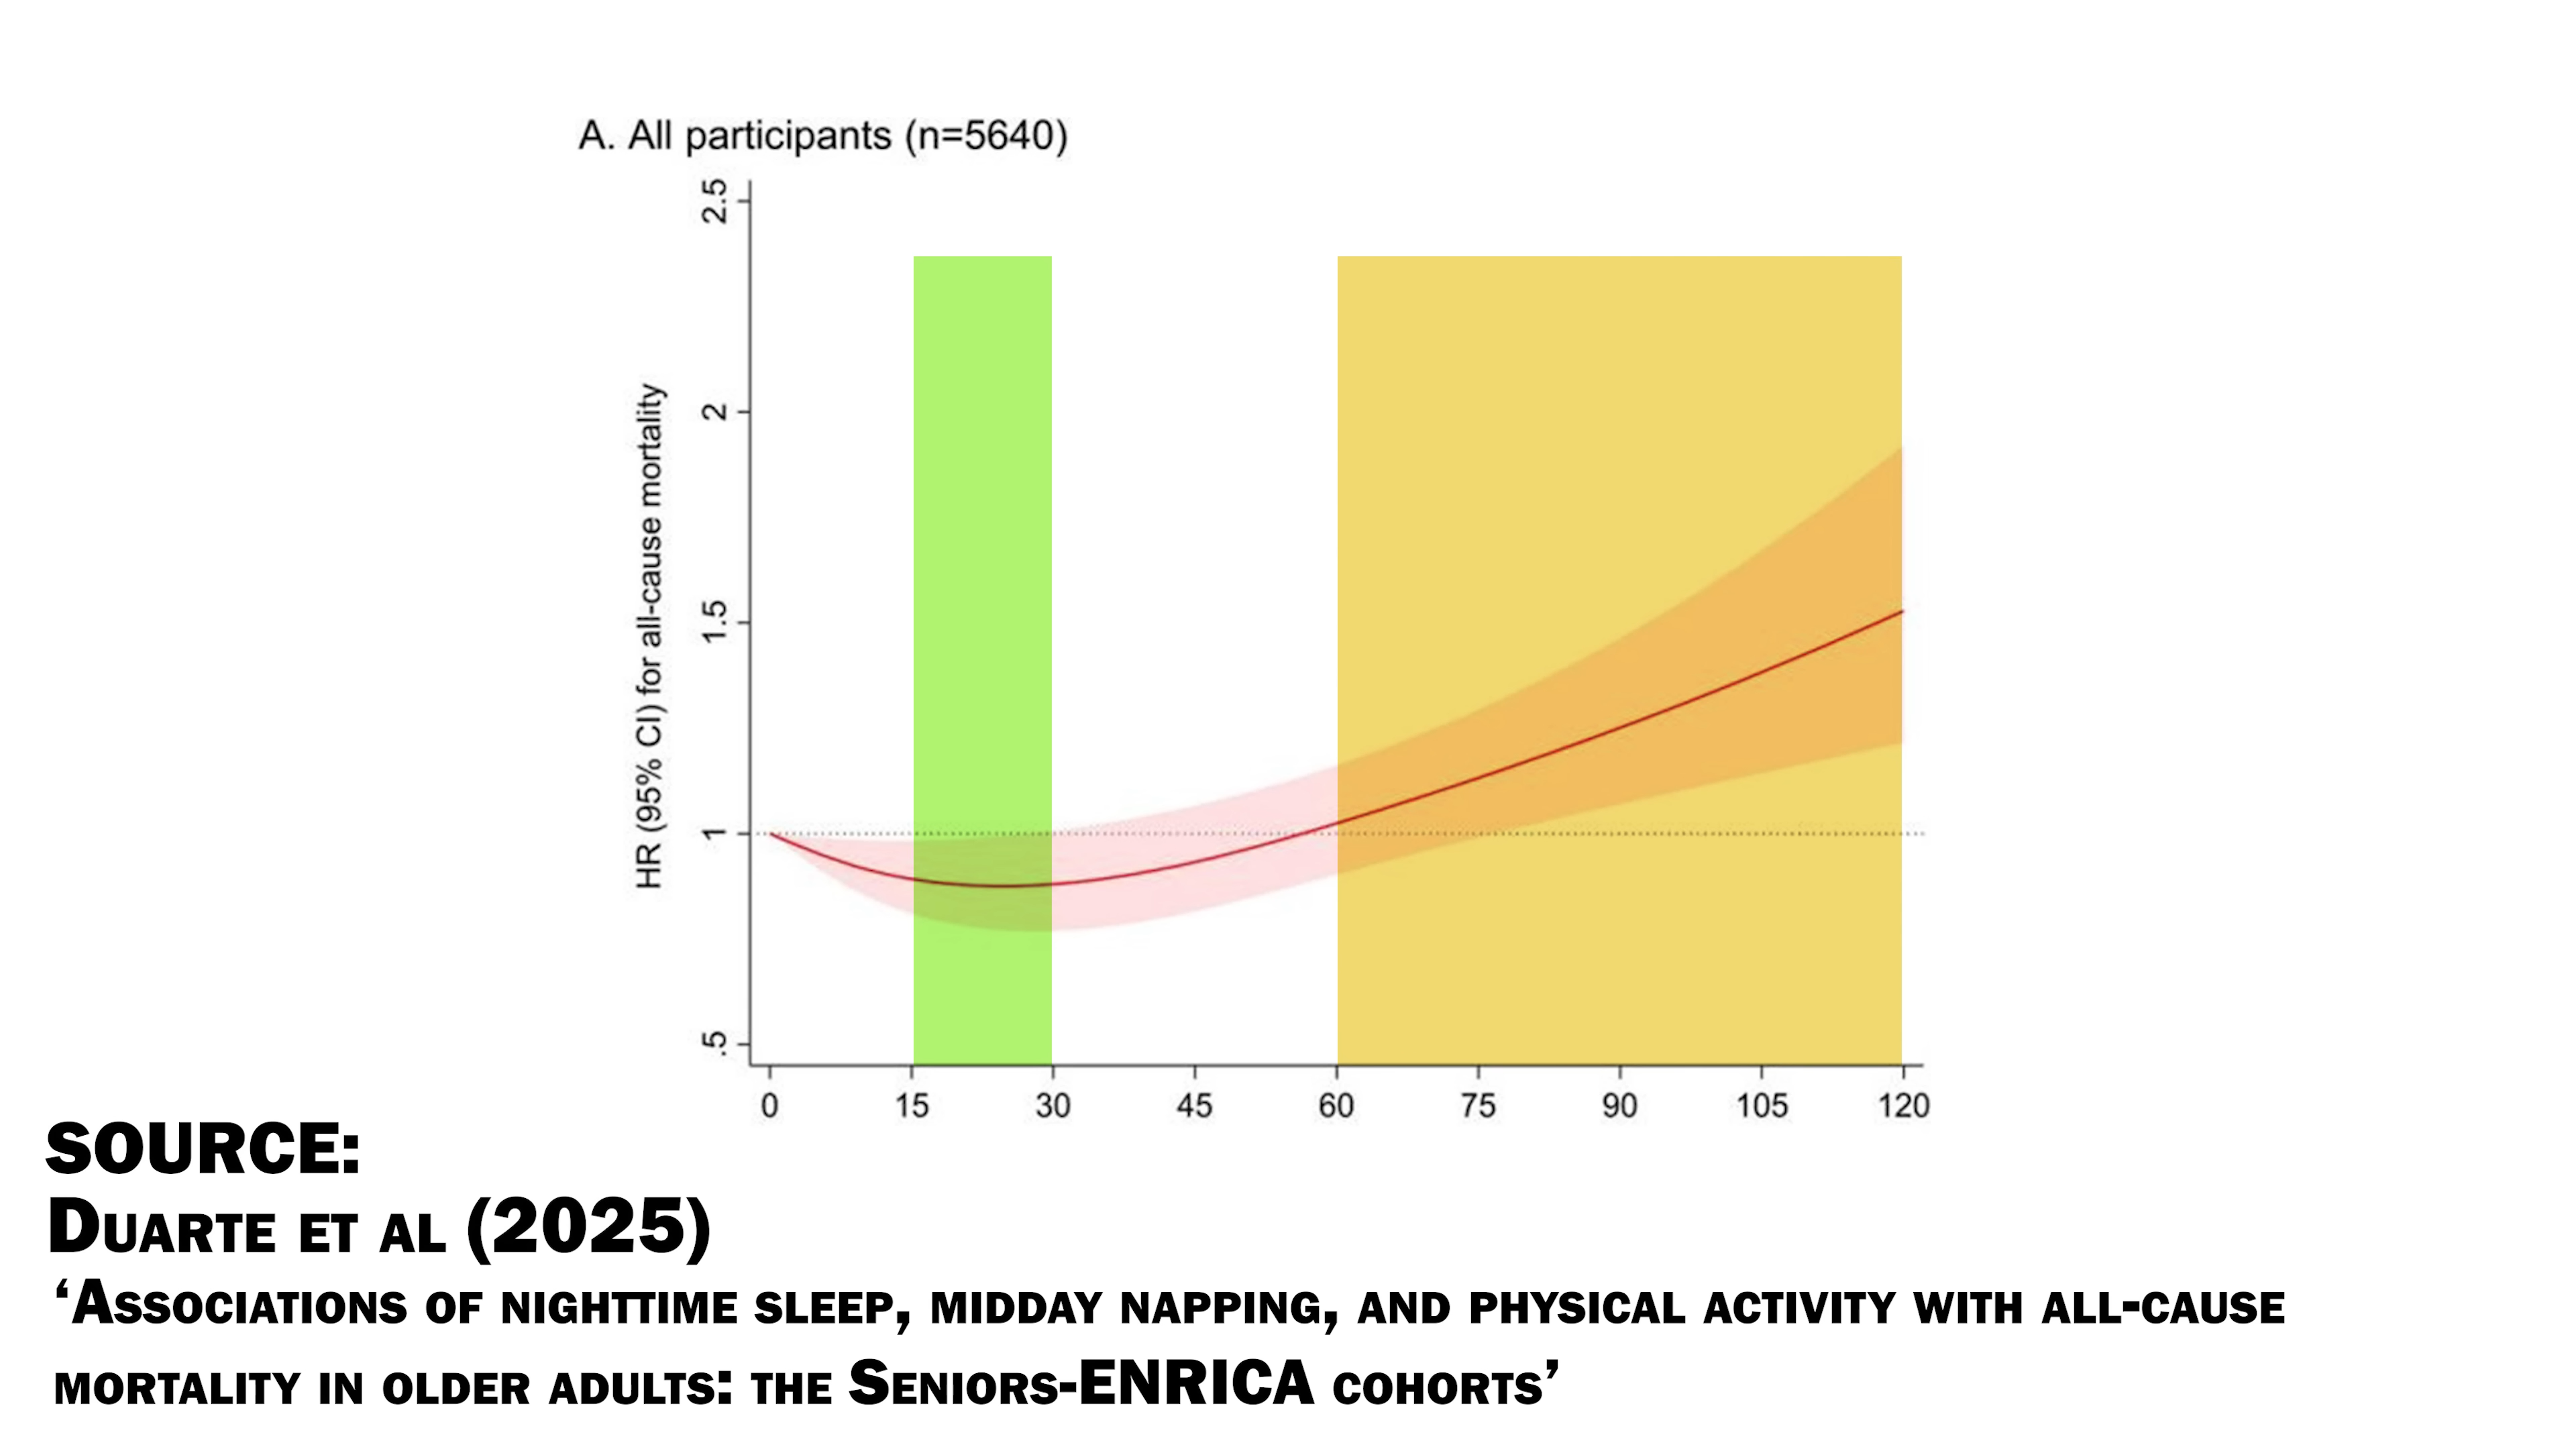 A. All participants (n=5640)
HR (95% CI) for all-cause mortality
2.5
2
1.5
1
.5
0 15 30 45 60 75 90 105 120
SOURCE:
Duarte et al (2025)
‘Associations of nighttime sleep, midday napping, and physical activity with all-cause
mortality in older adults: the Seniors-ENRICA cohorts’